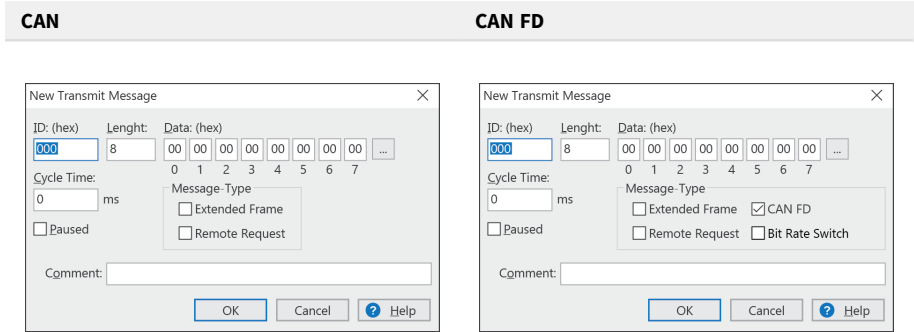 CAN
CAN FD
New Transmit Message
ID: (hex) Lenght: Data: (hex)
000 8 00 00 00 00 00 00 00 00 ...
0 1 2 3 4 5 6 7
Cycle Time:
Message-Type
0 ms
Extended Frame
Paused
Remote Request
Comment:
OK Cancel ? Help
New Transmit Message
ID: (hex) Lenght: Data: (hex)
000 8 00 00 00 00 00 00 00 00 ...
0 1 2 3 4 5 6 7
Cycle Time:
Message-Type
0 ms
Extended Frame CAN FD
Paused
Remote Request Bit Rate Switch
Comment:
OK Cancel ? Help